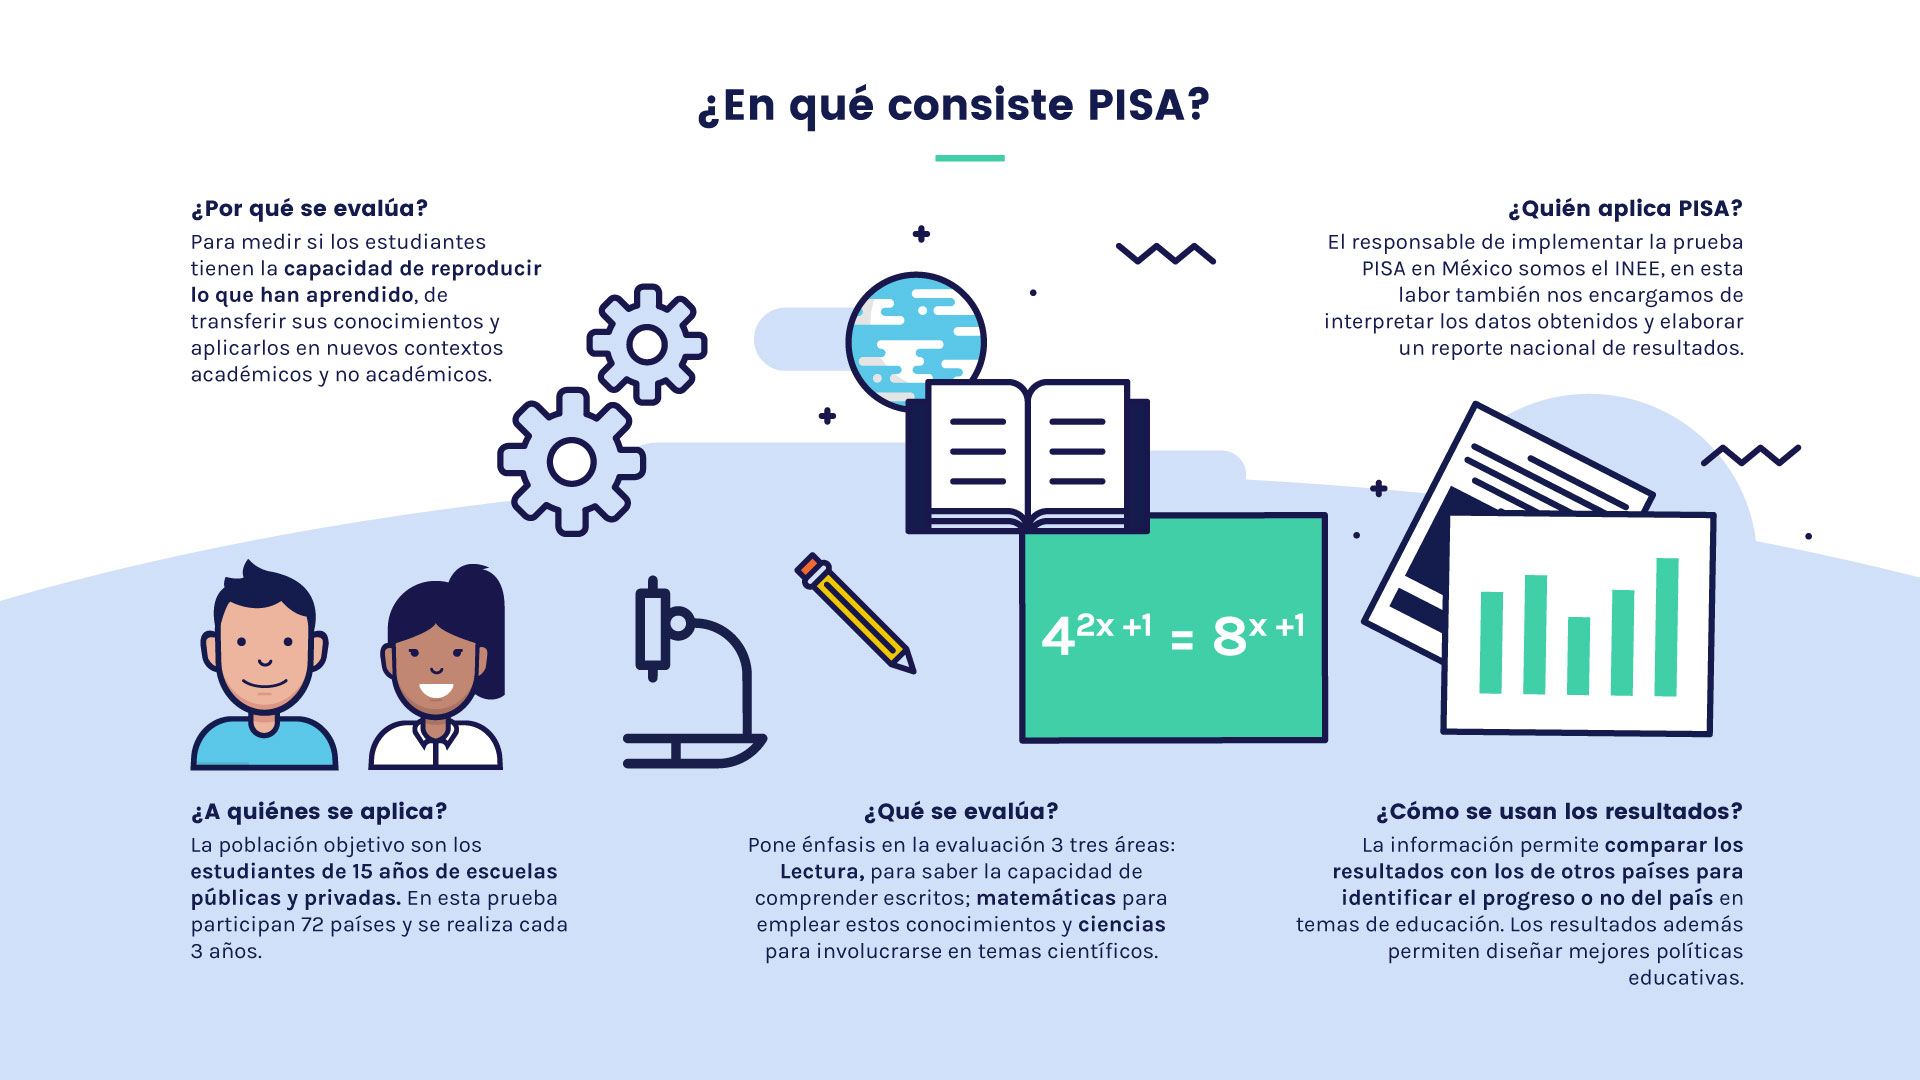 ¿En qué consiste PISA?
¿Por qué se evalúa?
Para medir si los estudiantes
tienen la capacidad de reproducir
lo que han aprendido, de
transferir sus conocimientos y
aplicarlos en nuevos contextos
académicos y no académicos.
¿Quién aplica PISA?
El responsable de implementar la prueba
PISA en México somos el INEE, en esta
labor también nos encargamos de
interpretar los datos obtenidos y elaborar
un reporte nacional de resultados.
4^{2x +1} = 8^{x +1}
¿A quiénes se aplica?
La población objetivo son los
estudiantes de 15 años de escuelas
públicas y privadas. En esta prueba
participan 72 países y se realiza cada
3 años.
¿Qué se evalúa?
Pone énfasis en la evaluación 3 tres áreas:
Lectura, para saber la capacidad de
comprender escritos; matemáticas para
emplear estos conocimientos y ciencias
para involucrarse en temas científicos.
¿Cómo se usan los resultados?
La información permite comparar los
resultados con los de otros países para
identificar el progreso o no del país en
temas de educación. Los resultados además
permiten diseñar mejores políticas
educativas.